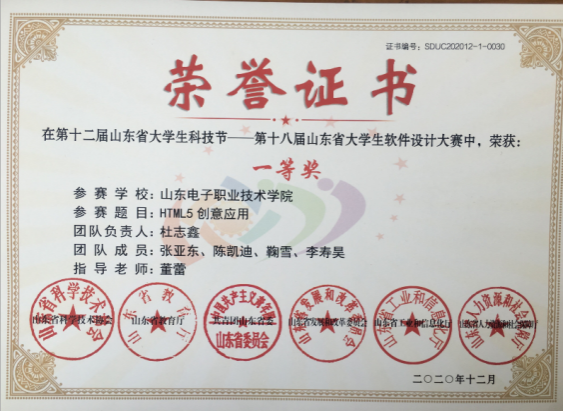 证书编号：SDUC202012-1-0030
荣誉证书
在第十二届山东省大学生科技节——第十八届山东省大学生软件设计大赛中，荣获：
一等奖
参赛学校：山东电子职业技术学院
参赛题目：HTML5创意应用
团队负责人：杜志鑫
团队成员：张亚东、陈凯迪、鞠雪、李寿昊
指导老师：董蕾
山东省科学技术协会 山东省教育厅 共青团山东省委 山东省发展和改革委员会 山东省工业和信息化厅 山东省人力资源和社会保障厅
山东省委员会
二〇二〇年十二月